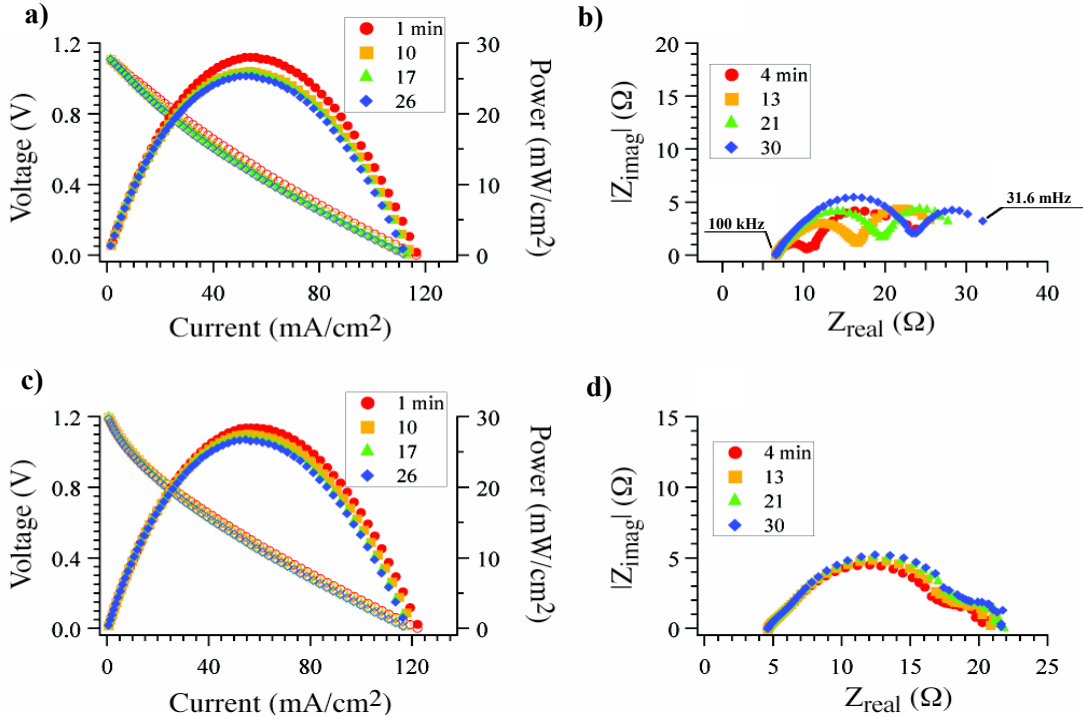 a)
1 min
10
17
26
1.2
0.8
0.4
0.0
Voltage (V)
30
20
10
0
Power (mW/cm2)
0
40
80
120
Current (mA/cm2)
b)
4 min
13
21
30
20
15
10
5
0
|Zimag| (Ω)
100 kHz
31.6 mHz
0
10
20
30
40
Zreal (Ω)
c)
1 min
10
17
26
1.2
0.8
0.4
0.0
Voltage (V)
30
20
10
0
Power (mW/cm2)
0
40
80
120
Current (mA/cm2)
d)
4 min
13
21
30
15
10
5
0
|Zimag| (Ω)
0
5
10
15
20
25
Zreal (Ω)